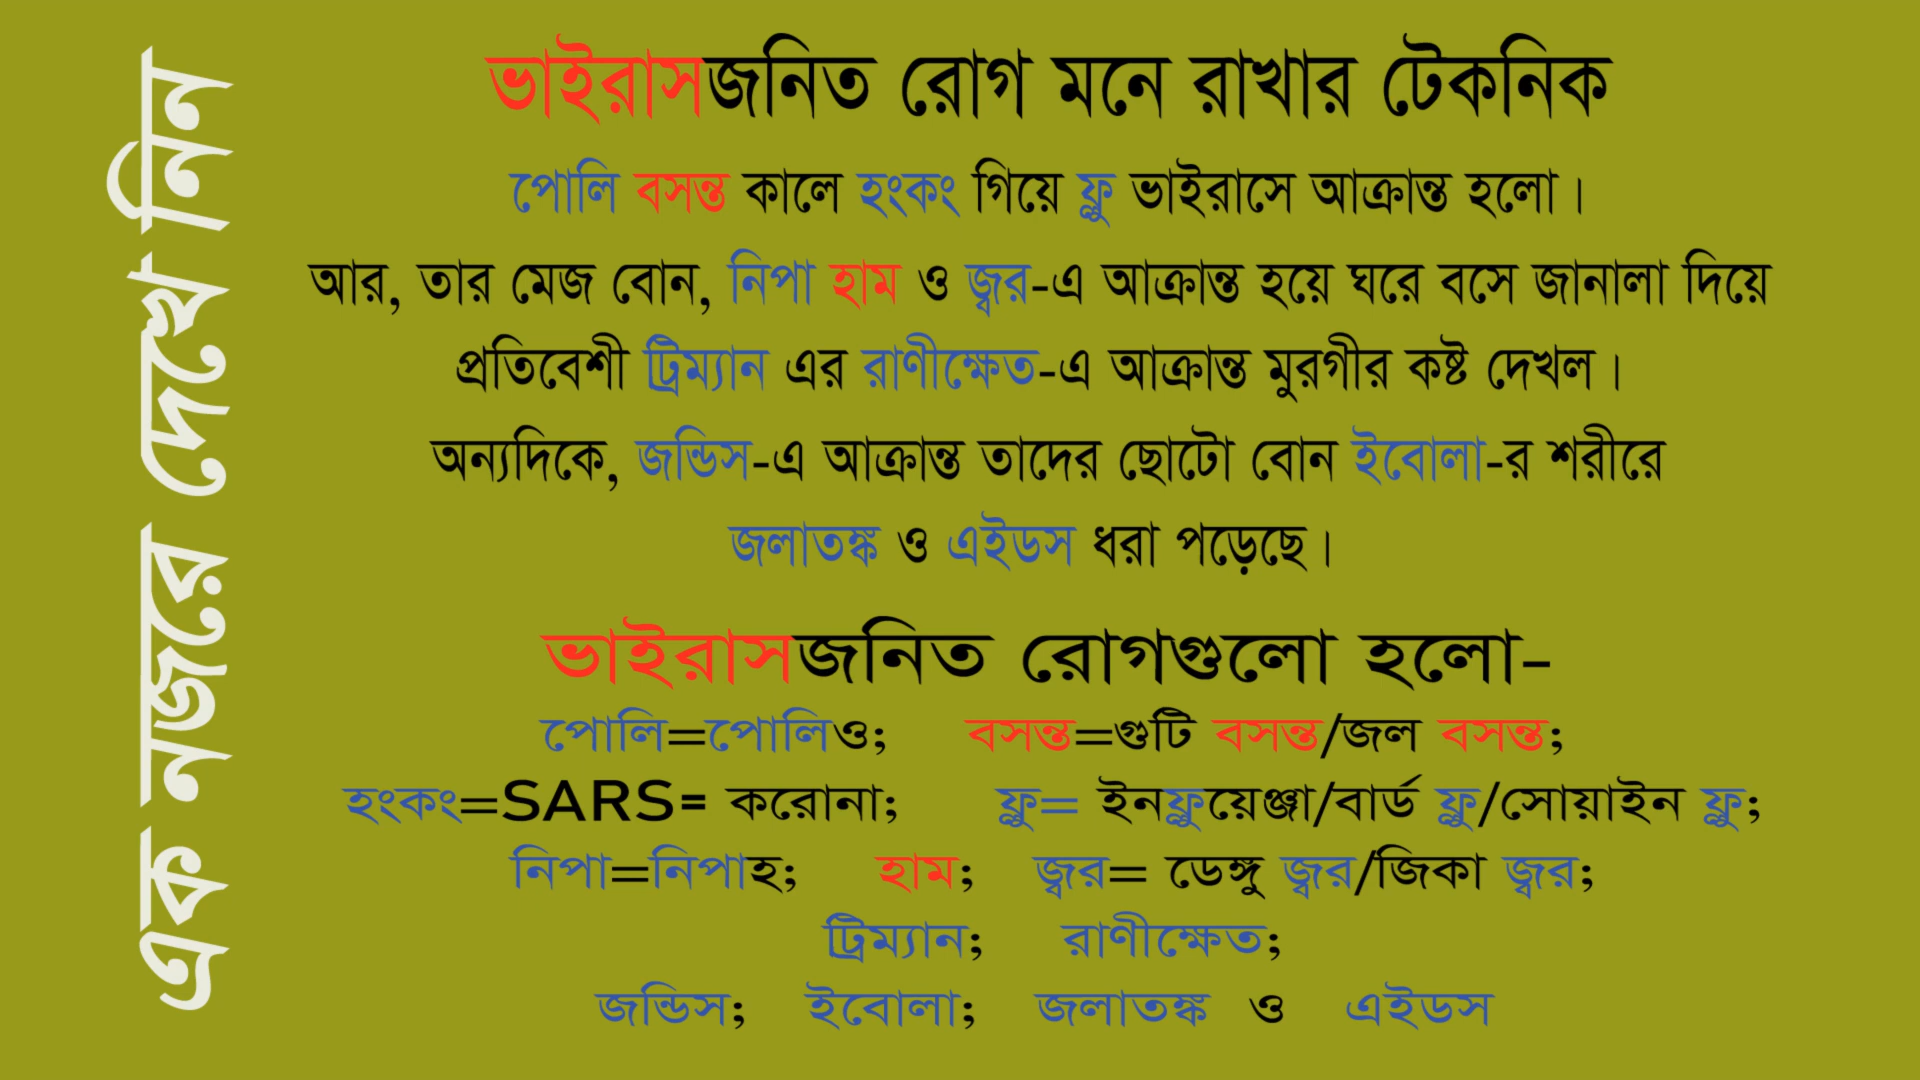 এক নজরে দেখে নিন
ভাইরাসজনিত রোগ মনে রাখার টেকনিক
পোলি বসন্ত কালে হংকং গিয়ে ফ্লু ভাইরাসে আক্রান্ত হলো।
আর, তার মেজ বোন, নিপা হাম ও জ্বর-এ আক্রান্ত হয়ে ঘরে বসে জানালা দিয়ে
প্রতিবেশী ট্রিম্যান এর রাণীক্ষেত-এ আক্রান্ত মুরগীর কষ্ট দেখল।
অন্যদিকে, জন্ডিস-এ আক্রান্ত তাদের ছোটো বোন ইবোলা-র শরীরে
জলাতঙ্ক ও এইডস ধরা পড়েছে।
ভাইরাসজনিত রোগগুলো হলো-
পোলি=পোলিও; বসন্ত=গুটি বসন্ত/জল বসন্ত;
হংকং=SARS= করোনা; ফ্লু= ইনফ্লুয়েঞ্জা/বার্ড ফ্লু/সোয়াইন ফ্লু;
নিপা=নিপাহ; হাম; জ্বর= ডেঙ্গু জ্বর/জিকা জ্বর;
ট্রিম্যান; রাণীক্ষেত;
জন্ডিস; ইবোলা; জলাতঙ্ক ও এইডস